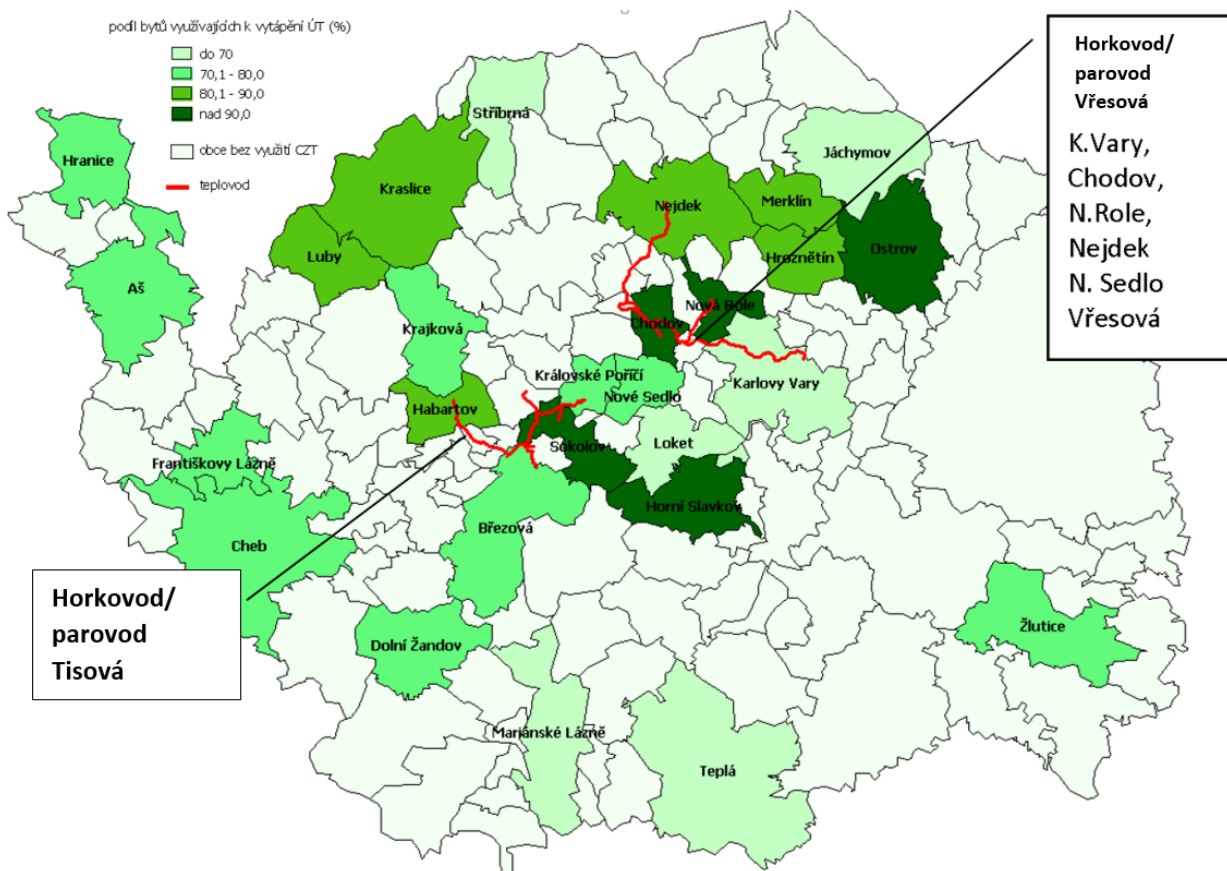 podíl bytů využívajících k vytápění ÚT (%)
do 70
70,1 - 80,0
80,1 - 90,0
nad 90,0
obce bez využití CZT
teplovod
Horkovod/
parovod
Vřesová
K.Vary,
Chodov,
N.Role,
Nejdek
N. Sedlo
Vřesová
Stříbrná
Hranice
Jáchymov
Kraslice
Nejdek
Merklín
Luby
Hroznětín
Ostrov
Aš
Nová Role
Chodov
Krajková
Královské Poříčí
Karlovy Vary
Nové Sedlo
Habartov
Sokolov
Loket
Františkovy Lázně
Horní Slavkov
Březová
Cheb
Horkovod/
parovod
Tisová
Žlutice
Dolní Žandov
Mariánské Lázně
Teplá